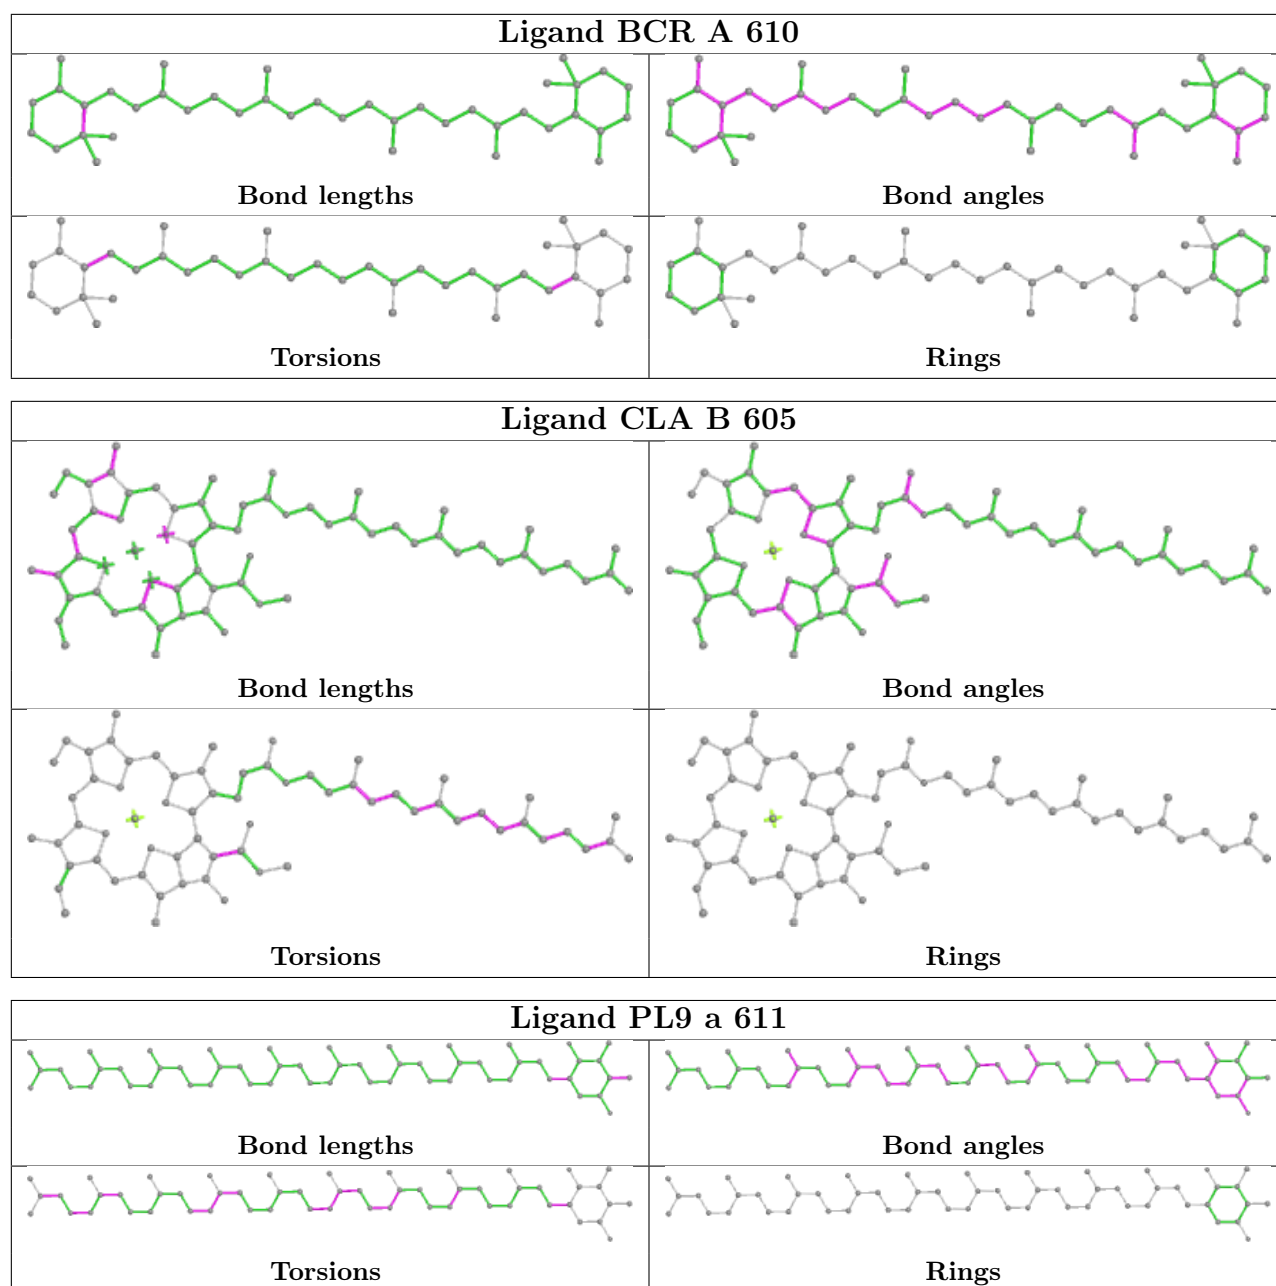 Ligand BCR A 610
Bond lengths Bond angles
Torsions Rings
Ligand CLA B 605
Bond lengths Bond angles
Torsions Rings
Ligand PL9 a 611
Bond lengths Bond angles
Torsions Rings